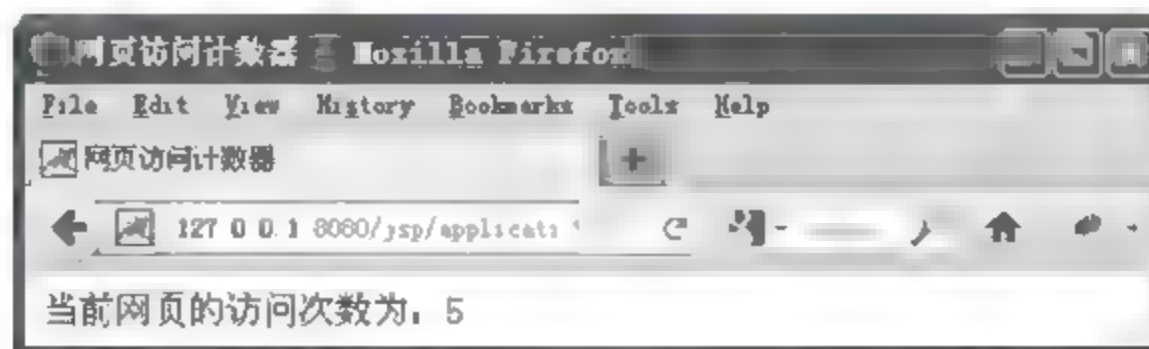 网页访问计数器 - Mozilla Firefox
File Edit View History Bookmarks Tools Help
网页访问计数器
127.0.0.1:8080/jsp/applicati
当前网页的访问次数为：5